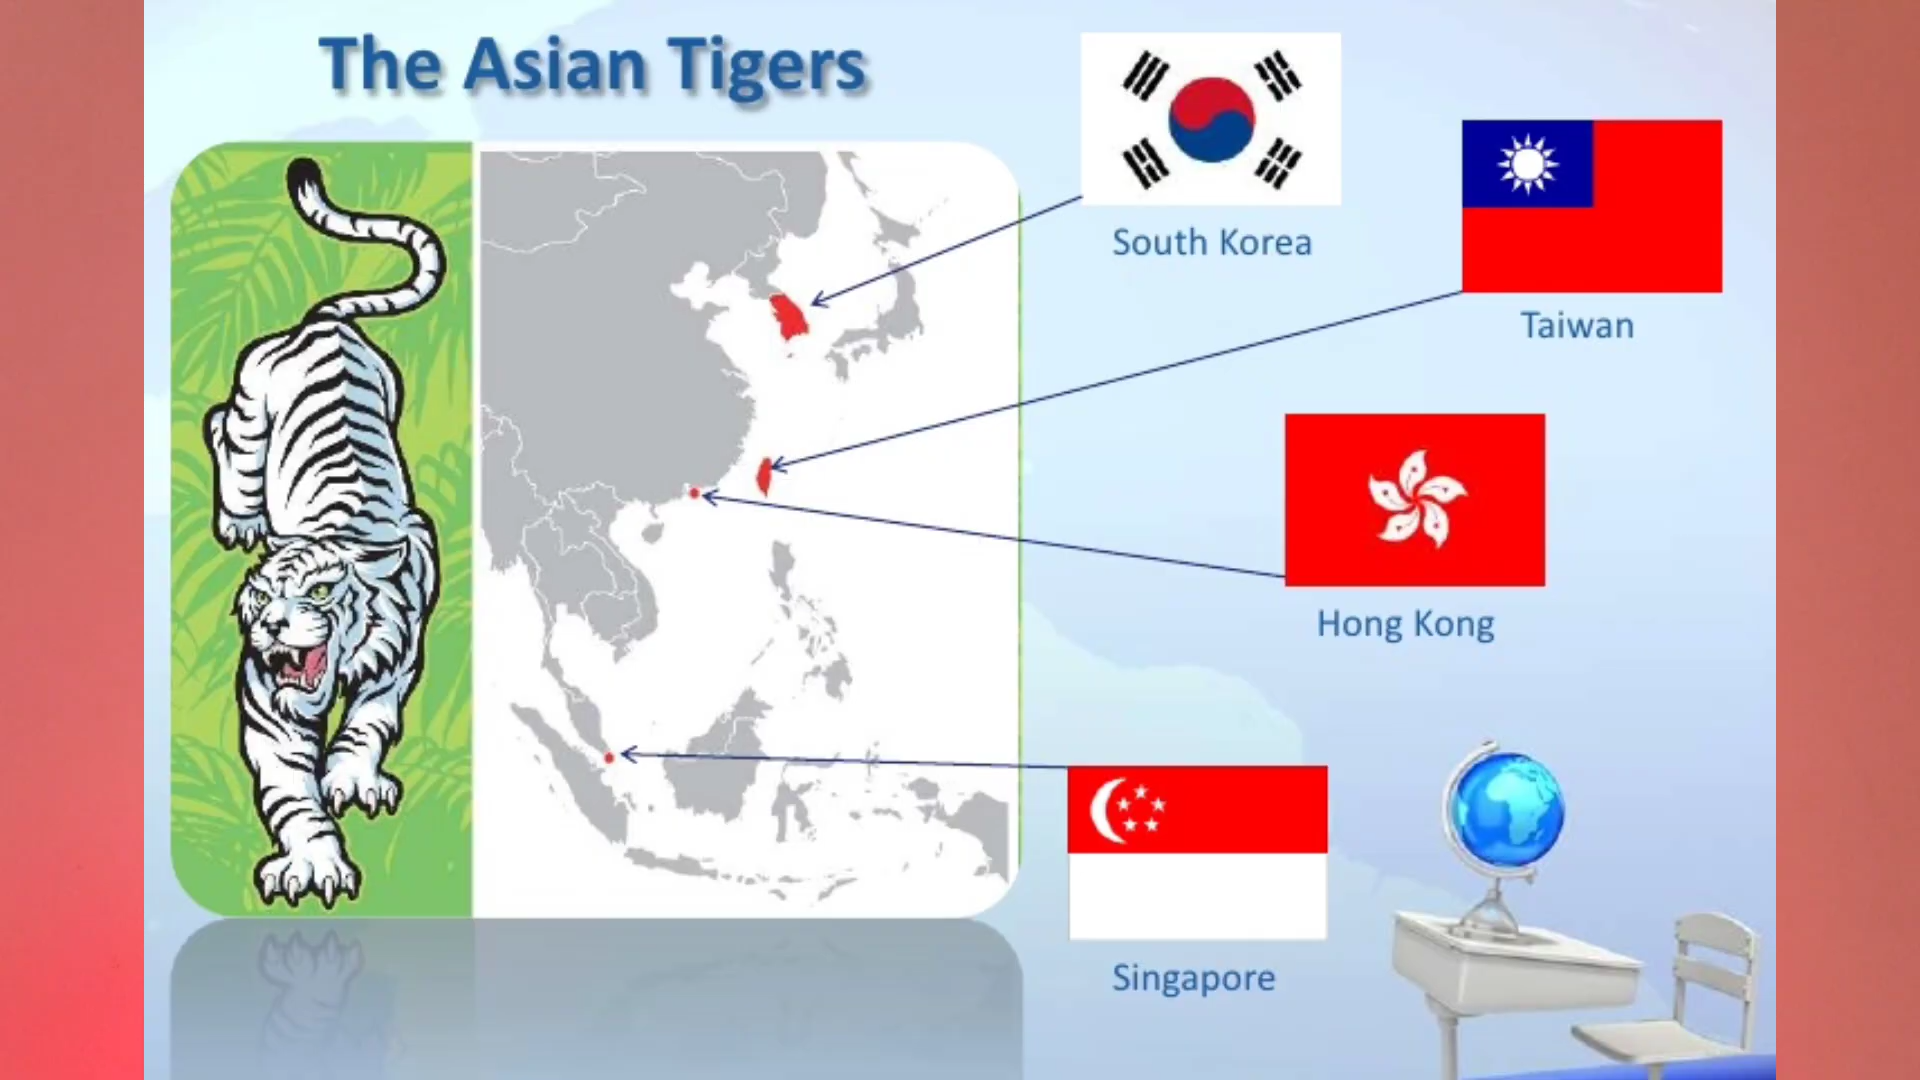 The Asian Tigers
South Korea
Taiwan
Hong Kong
Singapore